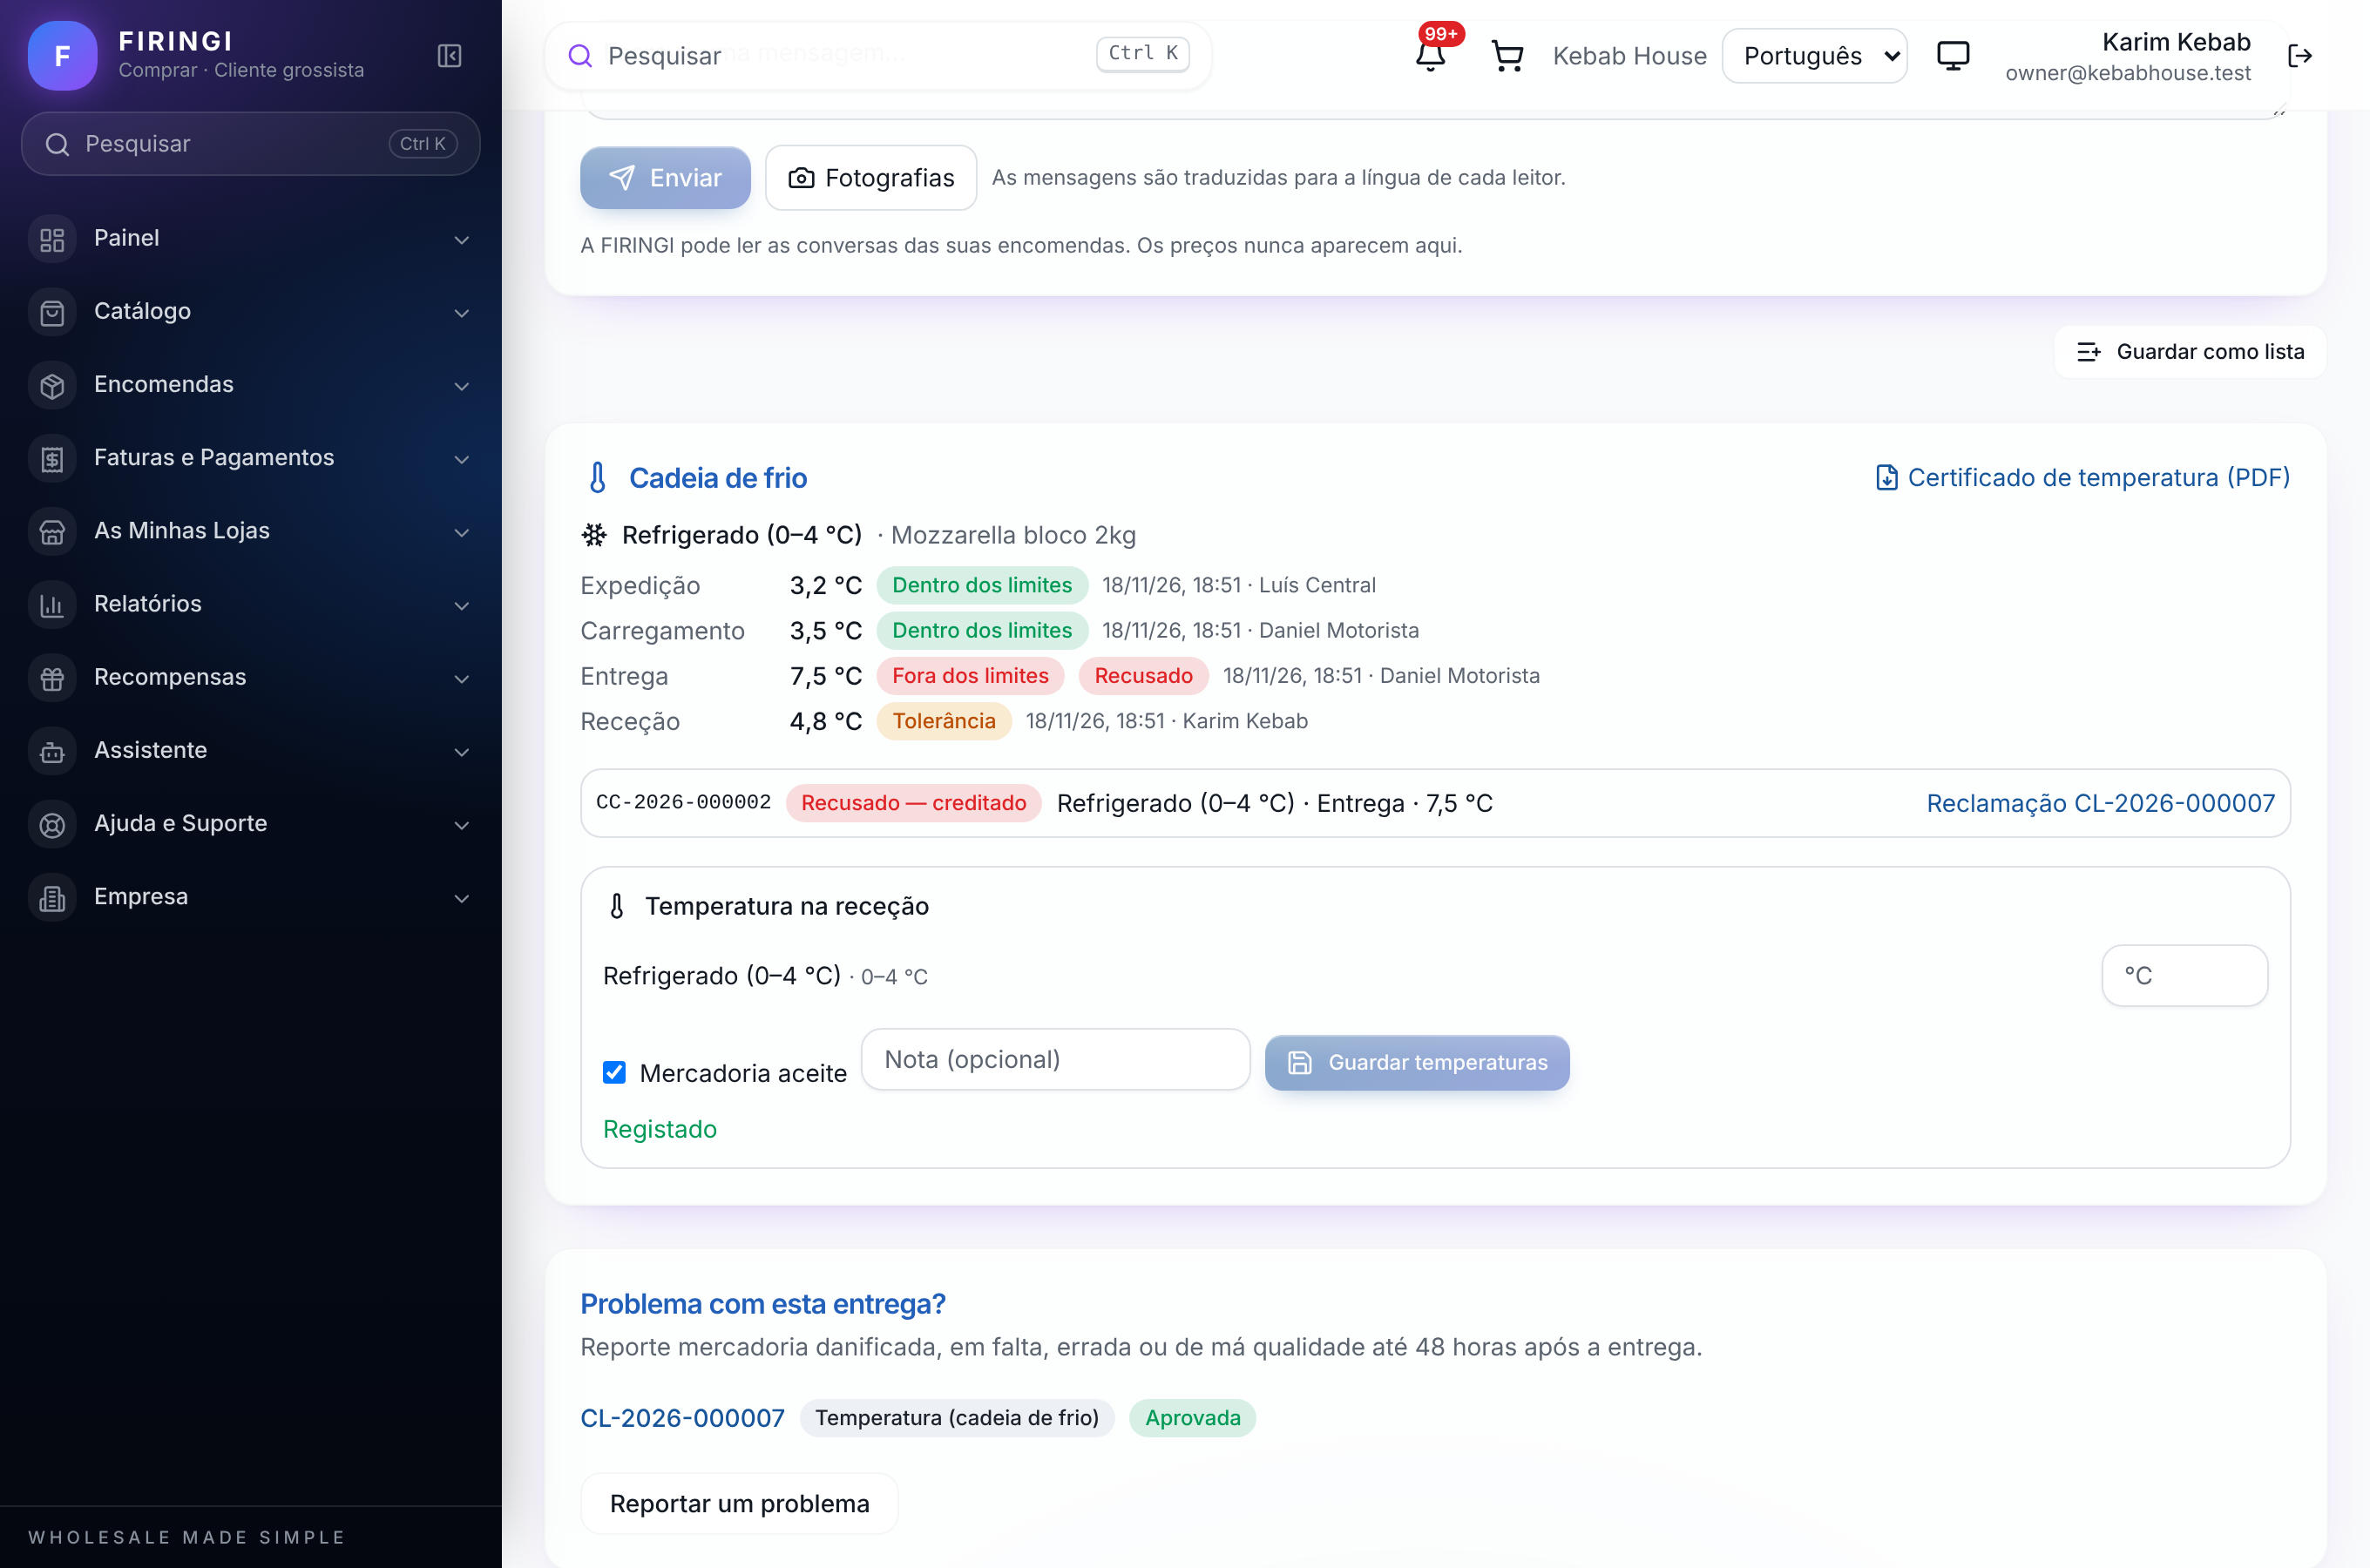 F
FIRINGI
Comprar · Cliente grossista
Pesquisar
Ctrl K
Painel
Catálogo
Encomendas
Faturas e Pagamentos
As Minhas Lojas
Relatórios
Recompensas
Assistente
Ajuda e Suporte
Empresa
WHOLESALE MADE SIMPLE
Pesquisar
mensagem...
Ctrl K
99+
Kebab House
Português
Karim Kebab
owner@kebabhouse.test
Enviar
Fotografias
As mensagens são traduzidas para a língua de cada leitor.
A FIRINGI pode ler as conversas das suas encomendas. Os preços nunca aparecem aqui.
Guardar como lista
Cadeia de frio
Certificado de temperatura (PDF)
Refrigerado (0–4 °C) · Mozzarella bloco 2kg
Expedição 3,2 °C Dentro dos limites 18/11/26, 18:51 · Luís Central
Carregamento 3,5 °C Dentro dos limites 18/11/26, 18:51 · Daniel Motorista
Entrega 7,5 °C Fora dos limites Recusado 18/11/26, 18:51 · Daniel Motorista
Receção 4,8 °C Tolerância 18/11/26, 18:51 · Karim Kebab
CC-2026-000002 Recusado — creditado Refrigerado (0–4 °C) · Entrega · 7,5 °C Reclamação CL-2026-000007
Temperatura na receção
Refrigerado (0–4 °C) · 0–4 °C
°C
Mercadoria aceite
Nota (opcional)
Guardar temperaturas
Registado
Problema com esta entrega?
Reporte mercadoria danificada, em falta, errada ou de má qualidade até 48 horas após a entrega.
CL-2026-000007 Temperatura (cadeia de frio) Aprovada
Reportar um problema